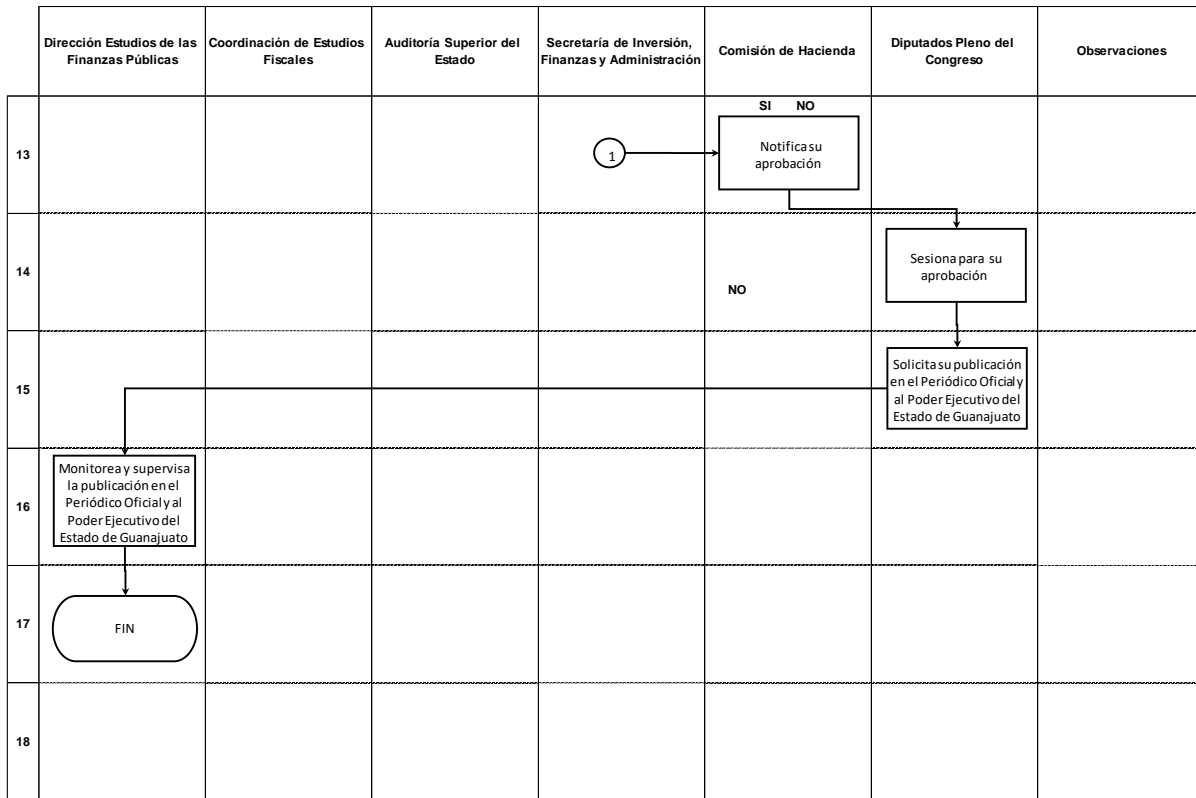 Dirección Estudios de las
Finanzas Públicas
Coordinación de Estudios
Fiscales
Auditoría Superior del
Estado
Secretaría de Inversión,
Finanzas y Administración
Comisión de Hacienda
Diputados Pleno del
Congreso
Observaciones
13
1
SI NO
Notifica su
aprobación
14
NO
Sesiona para su
aprobación
15
Solicita su publicación
en el Periódico Oficial y
al Poder Ejecutivo del
Estado de Guanajuato
16
Monitorea y supervisa
la publicación en el
Periódico Oficial y al
Poder Ejecutivo del
Estado de Guanajuato
17
FIN
18